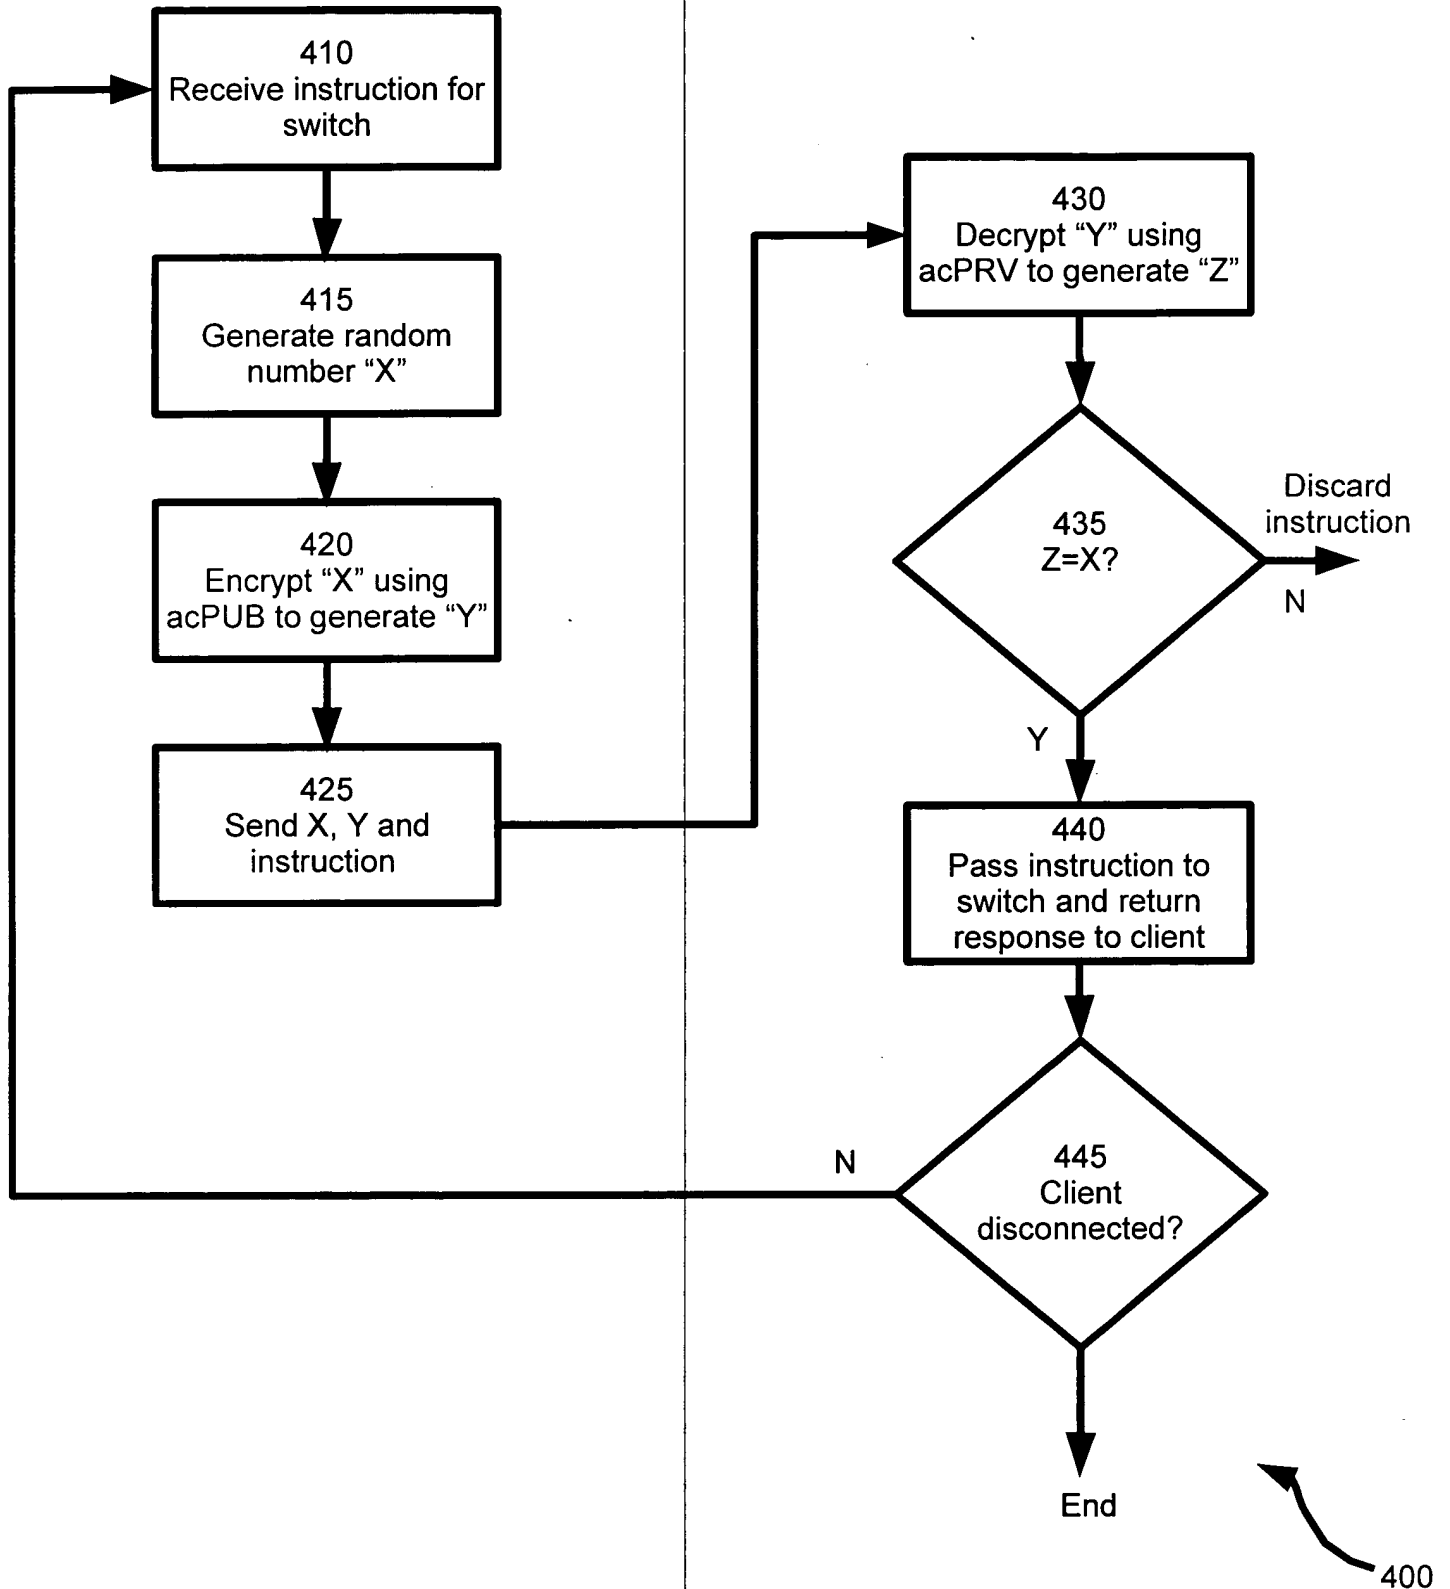 410
Receive instruction for
switch
415
Generate random
number “X”
420
Encrypt “X” using
acPUB to generate “Y”
425
Send X, Y and
instruction
430
Decrypt “Y” using
acPRV to generate “Z”
435
Z=X?
Discard
instruction
N
Y
440
Pass instruction to
switch and return
response to client
445
Client
disconnected?
N
End
400